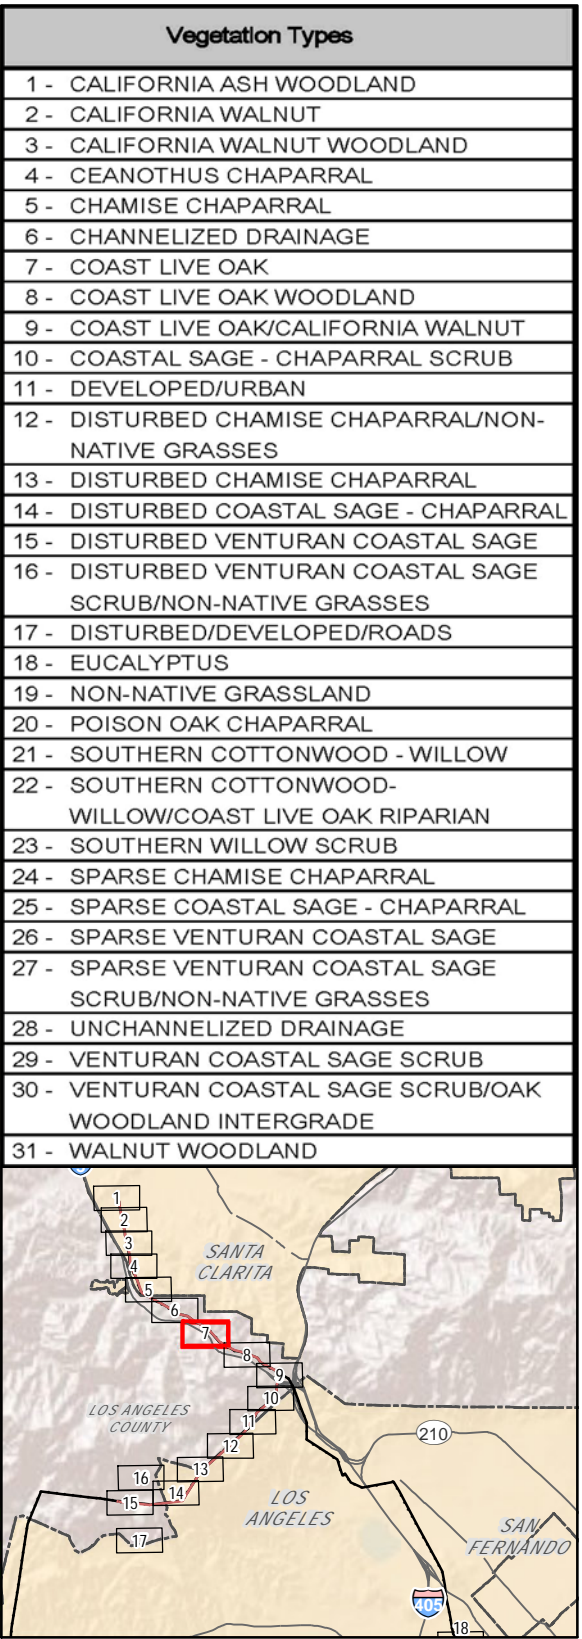 Vegetation Types
1 - CALIFORNIA ASH WOODLAND
2 - CALIFORNIA WALNUT
3 - CALIFORNIA WALNUT WOODLAND
4 - CEANOTHUS CHAPARRAL
5 - CHAMISE CHAPARRAL
6 - CHANNELIZED DRAINAGE
7 - COAST LIVE OAK
8 - COAST LIVE OAK WOODLAND
9 - COAST LIVE OAK/CALIFORNIA WALNUT
10 - COASTAL SAGE - CHAPARRAL SCRUB
11 - DEVELOPED/URBAN
12 - DISTURBED CHAMISE CHAPARRAL/NON-
NATIVE GRASSES
13 - DISTURBED CHAMISE CHAPARRAL
14 - DISTURBED COASTAL SAGE - CHAPARRAL
15 - DISTURBED VENTURAN COASTAL SAGE
16 - DISTURBED VENTURAN COASTAL SAGE
SCRUB/NON-NATIVE GRASSES
17 - DISTURBED/DEVELOPED/ROADS
18 - EUCALYPTUS
19 - NON-NATIVE GRASSLAND
20 - POISON OAK CHAPARRAL
21 - SOUTHERN COTTONWOOD - WILLOW
22 - SOUTHERN COTTONWOOD-
WILLOW/COAST LIVE OAK RIPARIAN
23 - SOUTHERN WILLOW SCRUB
24 - SPARSE CHAMISE CHAPARRAL
25 - SPARSE COASTAL SAGE - CHAPARRAL
26 - SPARSE VENTURAN COASTAL SAGE
27 - SPARSE VENTURAN COASTAL SAGE
SCRUB/NON-NATIVE GRASSES
28 - UNCHANNELIZED DRAINAGE
29 - VENTURAN COASTAL SAGE SCRUB
30 - VENTURAN COASTAL SAGE SCRUB/OAK
WOODLAND INTERGRADE
31 - WALNUT WOODLAND
1
2
3
4
5
6
7
8
9
10
11
12
13
14
15
16
17
18
SANTA
CLARITA
LOS ANGELES
COUNTY
210
LOS
ANGELES
SAN
FERNANDO
405